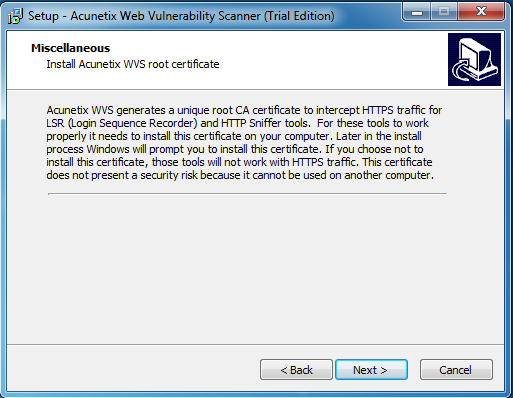 Setup - Acunetix Web Vulnerability Scanner (Trial Edition)
Miscellaneous
Install Acunetix WVS root certificate
Acunetix WVS generates a unique root CA certificate to intercept HTTPS traffic for
LSR (Login Sequence Recorder) and HTTP Sniffer tools.  For these tools to work
properly it needs to install this certificate on your computer. Later in the install
process Windows will prompt you to install this certificate. If you choose not to
install this certificate, those tools will not work with HTTPS traffic. This certificate
does not present a security risk because it cannot be used on another computer.
< Back
Next >
Cancel